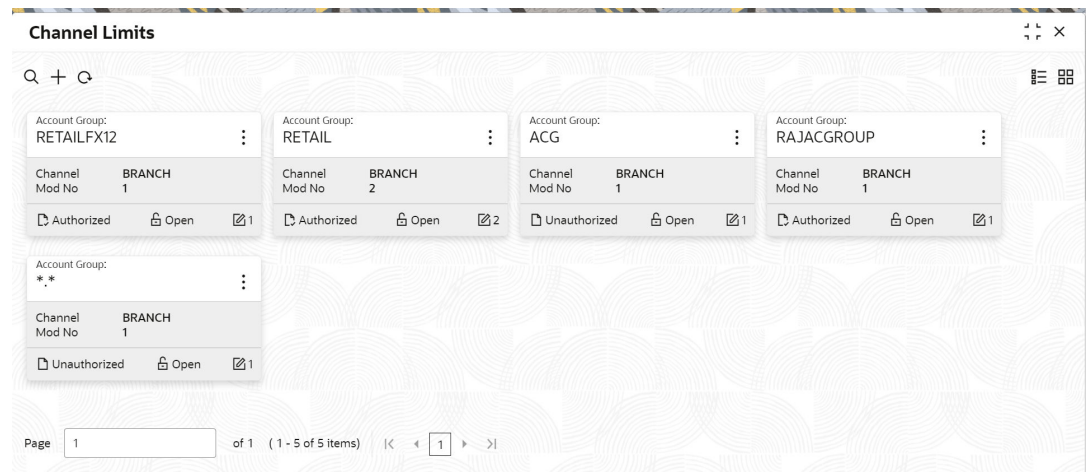 Channel Limits
Account Group:
RETAILFX12
Channel BRANCH
Mod No 1
Authorized Open 1
Account Group:
RETAIL
Channel BRANCH
Mod No 2
Authorized Open 2
Account Group:
ACG
Channel BRANCH
Mod No 1
Unauthorized Open 1
Account Group:
RAJACGROUP
Channel BRANCH
Mod No 1
Authorized Open 1
Account Group:
*.*
Channel BRANCH
Mod No 1
Unauthorized Open 1
Page 1 of 1 ( 1 - 5 of 5 items) 1